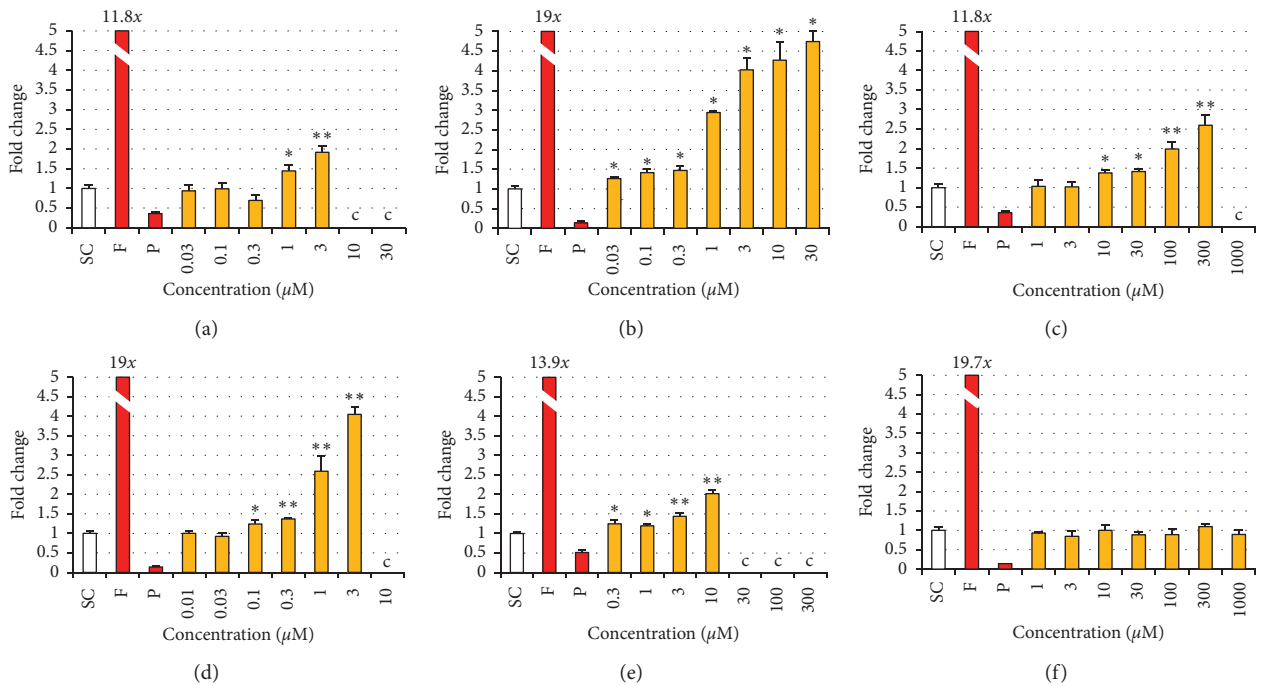 11.8x
Fold change
5
4.5
4
3.5
3
2.5
2
1.5
1
0.5
0
* ** c c
SC F P 0.03 0.1 0.3 1 3 10 30
Concentration (μM)
(a)
19x
Fold change
5
4.5
4
3.5
3
2.5
2
1.5
1
0.5
0
* * * * * * *
SC F P 0.03 0.1 0.3 1 3 10 30
Concentration (μM)
(b)
11.8x
Fold change
5
4.5
4
3.5
3
2.5
2
1.5
1
0.5
0
* * ** ** c
SC F P 1 3 10 30 100 300 1000
Concentration (μM)
(c)
19x
Fold change
5
4.5
4
3.5
3
2.5
2
1.5
1
0.5
0
* ** ** ** c
SC F P 0.01 0.03 0.1 0.3 1 3 10
Concentration (μM)
(d)
13.9x
Fold change
5
4.5
4
3.5
3
2.5
2
1.5
1
0.5
0
* * ** ** c c c
SC F P 0.3 1 3 10 30 100 300
Concentration (μM)
(e)
19.7x
Fold change
5
4.5
4
3.5
3
2.5
2
1.5
1
0.5
0
SC F P 1 3 10 30 100 300 1000
Concentration (μM)
(f)